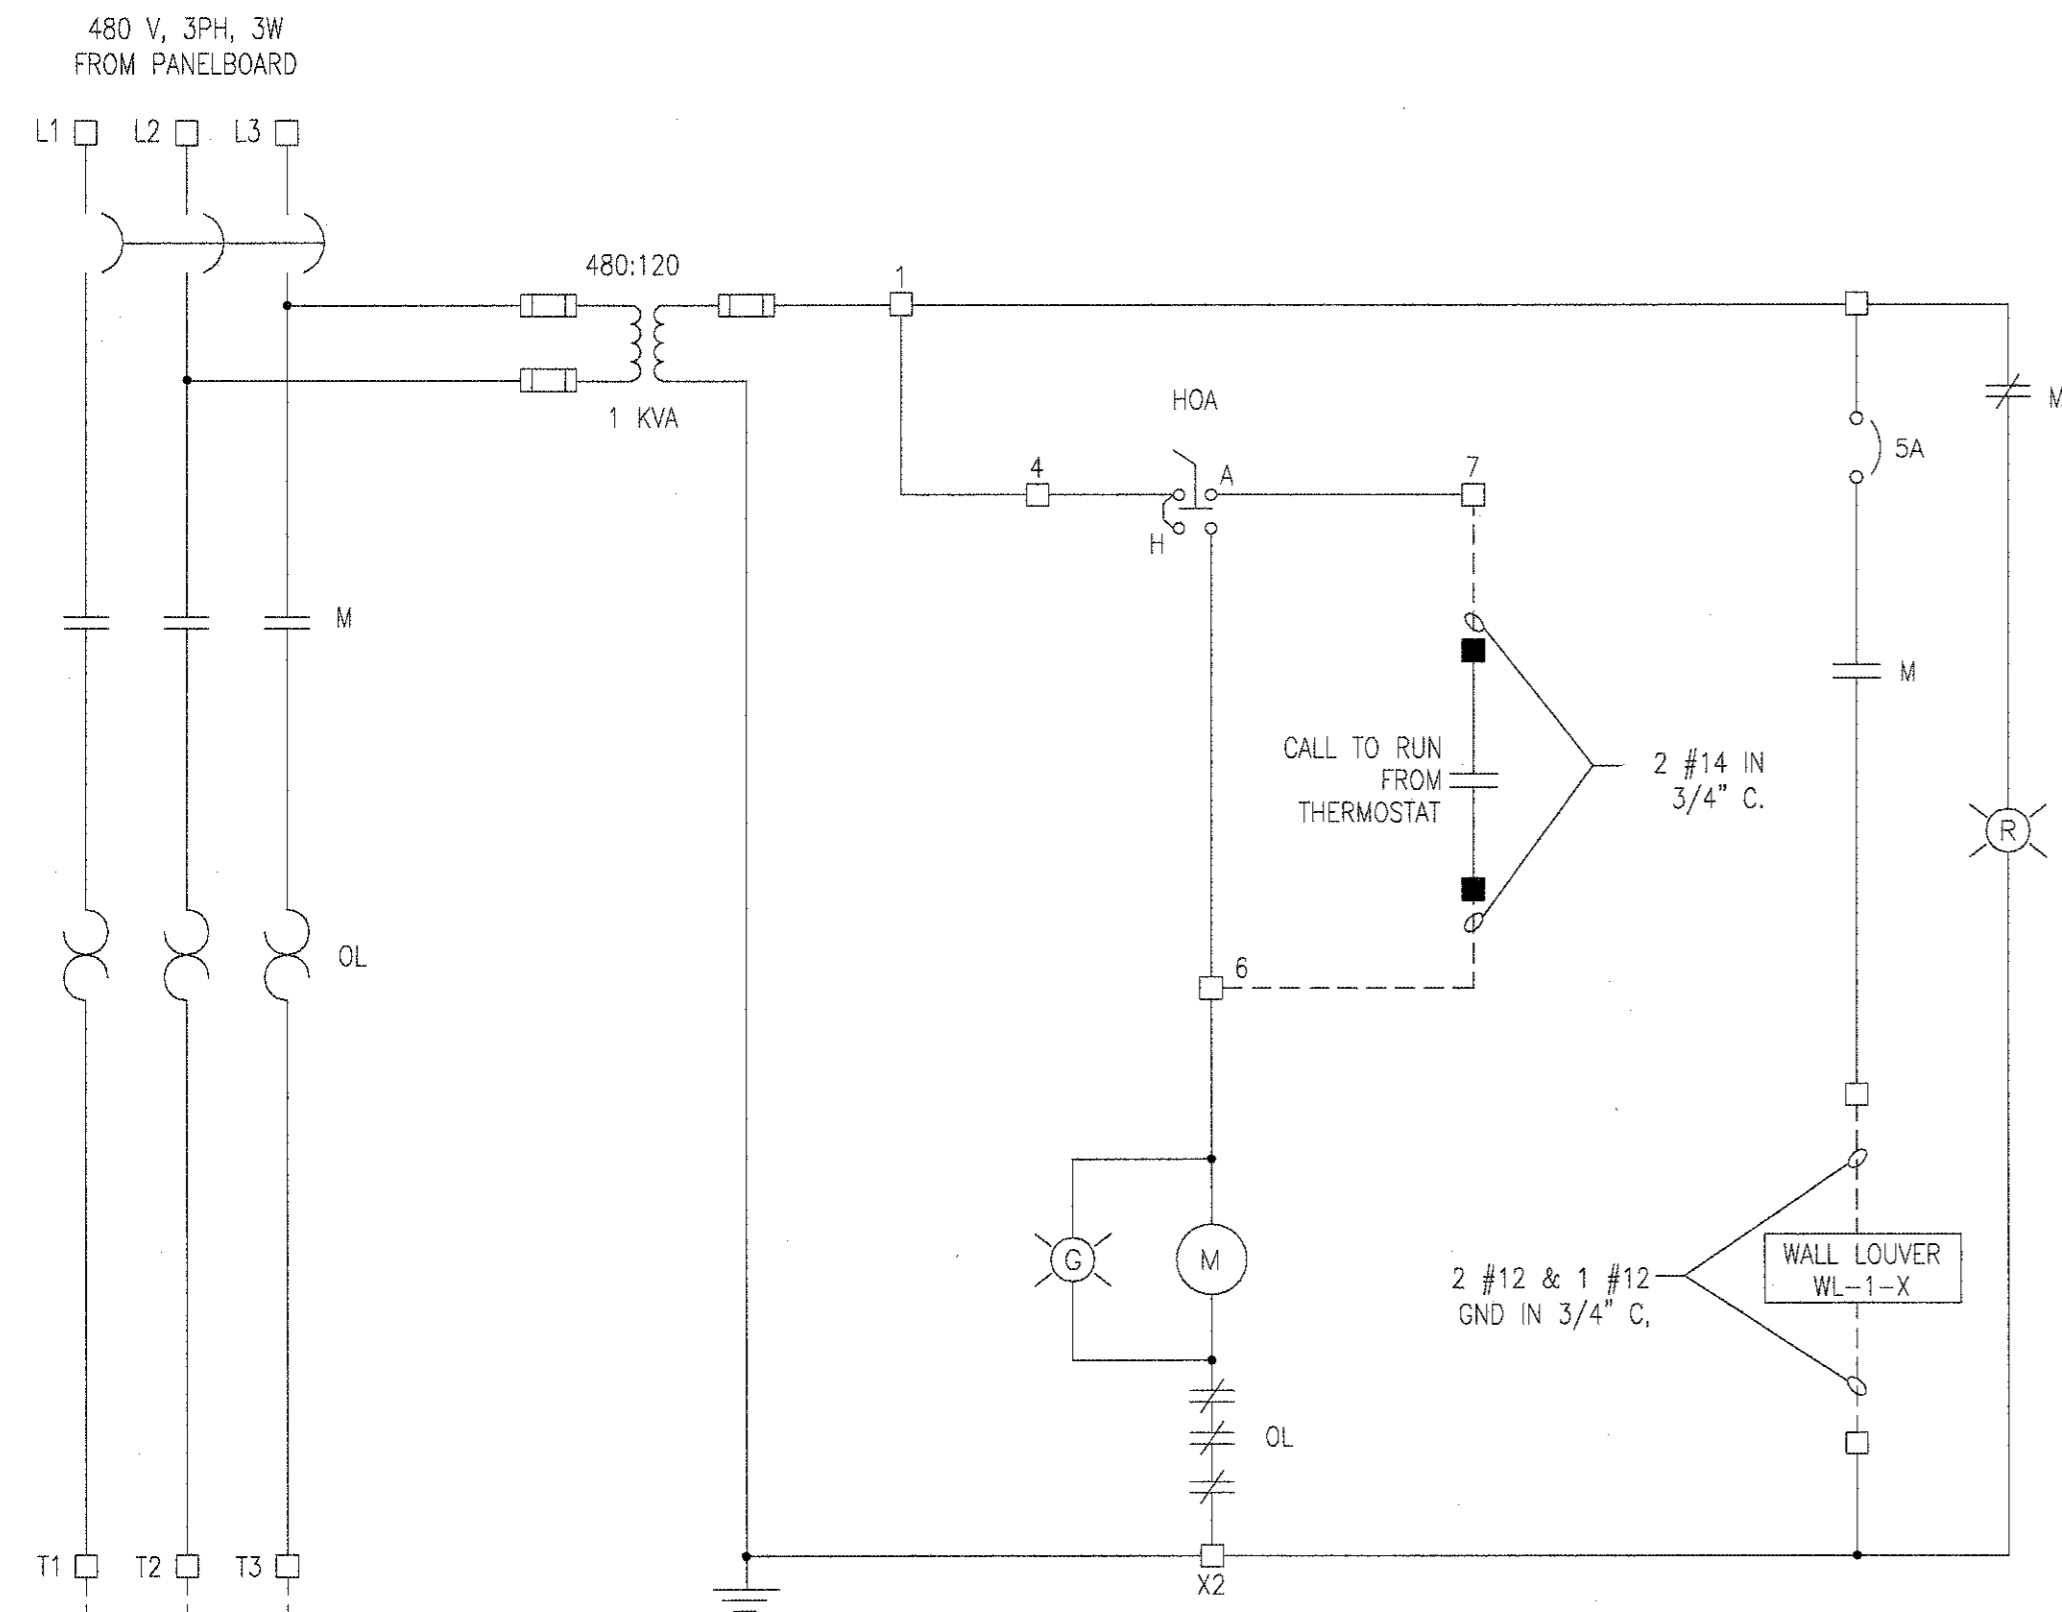 480 V, 3PH, 3W
FROM PANELBOARD
L1
L2
L3
480:120
1 KVA
1
HOA
4
A
H
7
M
5A
M
M
CALL TO RUN
FROM
THERMOSTAT
2 #14 IN
3/4" C.
R
OL
6
G
M
2 #12 & 1 #12
GND IN 3/4" C,
WALL LOUVER
WL-1-X
OL
T1
T2
T3
X2